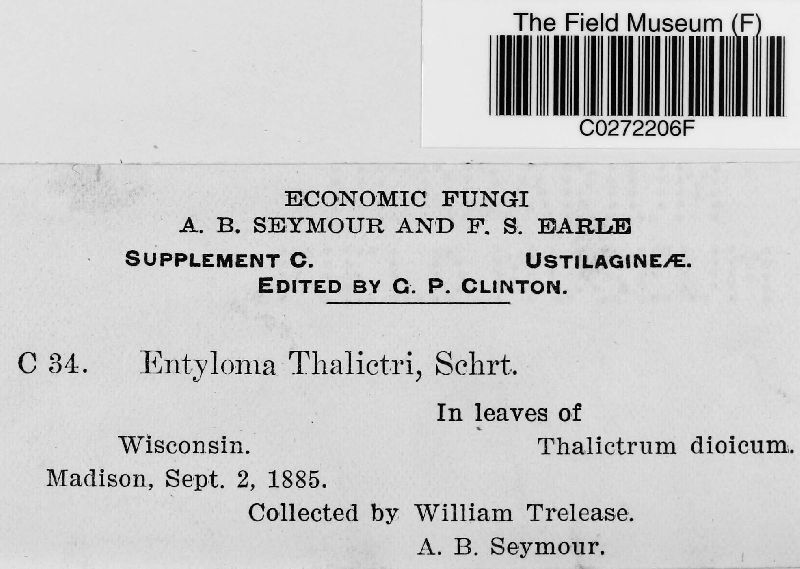 The Field Museum (F)
C0272206F
ECONOMIC FUNGI
A. B. SEYMOUR AND F. S. EARLE
SUPPLEMENT C. USTILAGINEÆ.
EDITED BY G. P. CLINTON.
C 34. Entyloma Thalictri, Schrt.
In leaves of
Wisconsin. Thalictrum dioicum.
Madison, Sept. 2, 1885.
Collected by William Trelease.
A. B. Seymour.